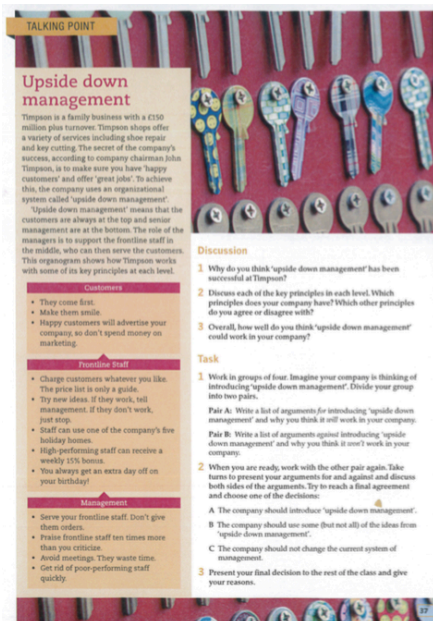 TALKING POINT
Upside down
management
Timpson is a family business with a £150
million plus turnover. Timpson shops offer
a variety of services including shoe repair
and key cutting. The secret of the company's
success, according to company chairman John
Timpson, is to make sure you have 'happy
customers' and offer 'great jobs'. To achieve
this, the company uses an organizational
system called 'upside down management'.
'Upside down management' means that the
customers are always at the top and senior
management are at the bottom. The role of the
managers is to support the frontline staff in
the middle, who can then serve the customers.
This organogram shows how Timpson works
with some of its key principles at each level.
Customers
• They come first.
• Make them smile.
• Happy customers will advertise your
company, so don't spend money on
marketing.
Frontline Staff
• Charge customers whatever you like.
The price list is only a guide.
• Try new ideas. If they work, tell
management. If they don't work,
just stop.
• Staff can use one of the company's five
holiday homes.
• High-performing staff can receive a
weekly 15% bonus.
• You always get an extra day off on
your birthday!
Management
• Serve your frontline staff. Don't give
them orders.
• Praise frontline staff ten times more
than you criticize.
• Avoid meetings. They waste time.
• Get rid of poor-performing staff
quickly.
Discussion
1 Why do you think 'upside down management' has been
successful at Timpson?
2 Discuss each of the key principles in each level. Which
principles does your company have? Which other principles
do you agree or disagree with?
3 Overall, how well do you think 'upside down management'
could work in your company?
Task
1 Work in groups of four. Imagine your company is thinking of
introducing 'upside down management'. Divide your group
into two pairs.
Pair A: Write a list of arguments for introducing 'upside down
management' and why you think it will work in your company.
Pair B: Write a list of arguments against introducing 'upside
down management' and why you think it won't work in your
company.
2 When you are ready, work with the other pair again. Take
turns to present your arguments for and against and discuss
both sides of the arguments. Try to reach a final agreement
and choose one of the decisions:
A The company should introduce 'upside down management'.
B The company should use some (but not all) of the ideas from
'upside down management'.
C The company should not change the current system of
management.
3 Present your final decision to the rest of the class and give
your reasons.
37